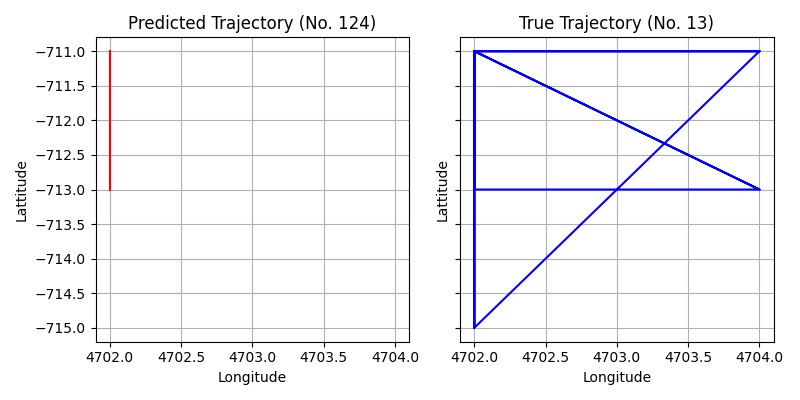 Predicted Trajectory (No. 124)
True Trajectory (No. 13)
−711.0
−711.5
−712.0
−712.5
−713.0
−713.5
−714.0
−714.5
−715.0
Lattitude
Lattitude
4702.0 4702.5 4703.0 4703.5 4704.0
4702.0 4702.5 4703.0 4703.5 4704.0
Longitude
Longitude